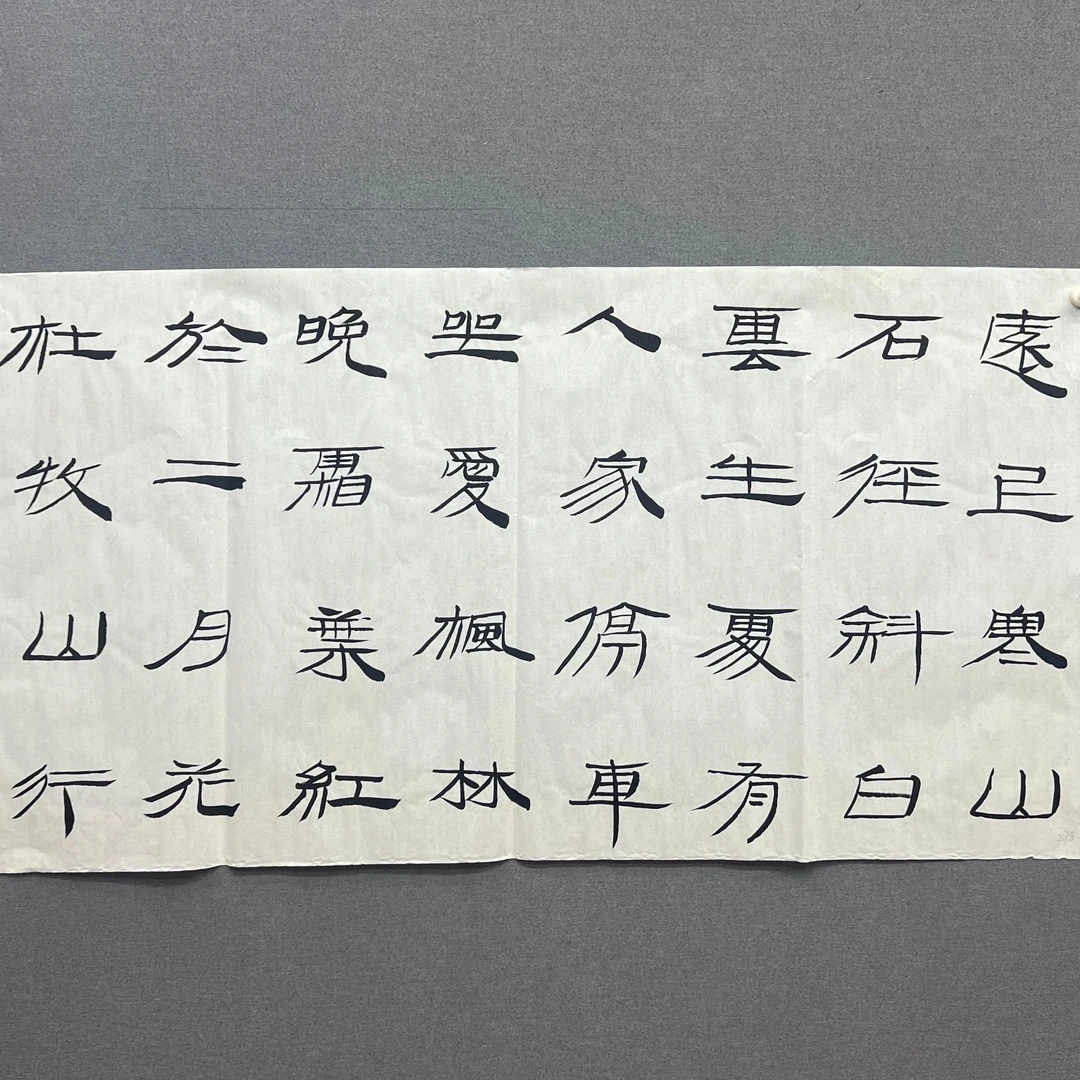 遠上寒山
石徑斜白
雲生處有
人家停車
坐愛楓林
晚霜葉紅
於二月花
杜牧山行